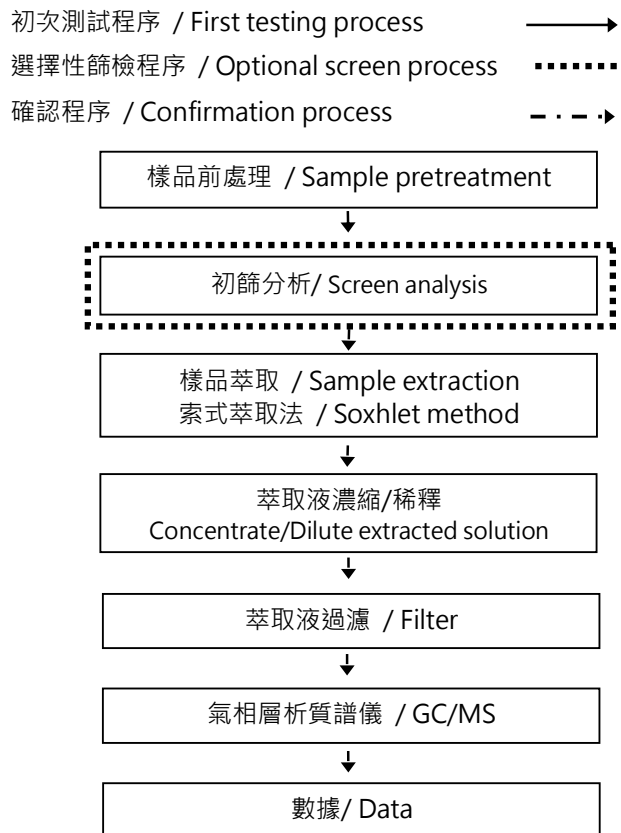 初次測試程序 / First testing process
選擇性篩檢程序 / Optional screen process
確認程序 / Confirmation process
樣品前處理 / Sample pretreatment
初篩分析/ Screen analysis
樣品萃取 / Sample extraction
索式萃取法 / Soxhlet method
萃取液濃縮/稀釋
Concentrate/Dilute extracted solution
萃取液過濾 / Filter
氣相層析質譜儀 / GC/MS
數據/ Data